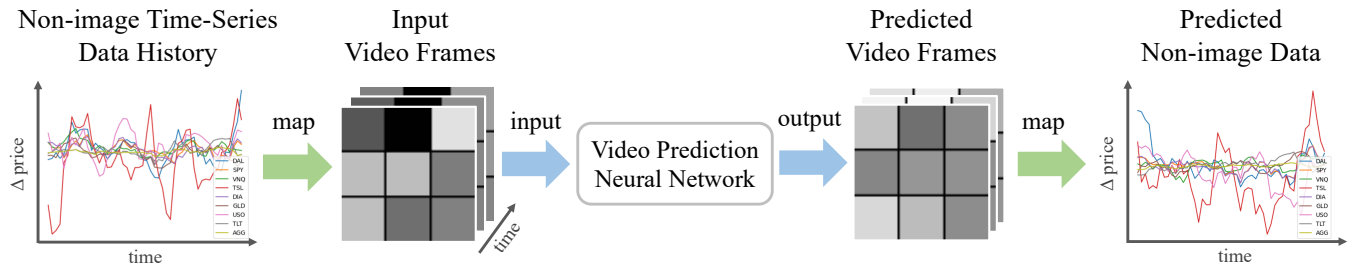 Non-image Time-Series
Data History
Δ price
time
DAL
SPY
VNQ
TSL
DIA
GLD
USO
TLT
AGG
map
Input
Video Frames
time
input
Video Prediction
Neural Network
output
Predicted
Video Frames
map
Predicted
Non-image Data
Δ price
time
DAL
SPY
VNQ
TSL
DIA
GLD
USO
TLT
AGG